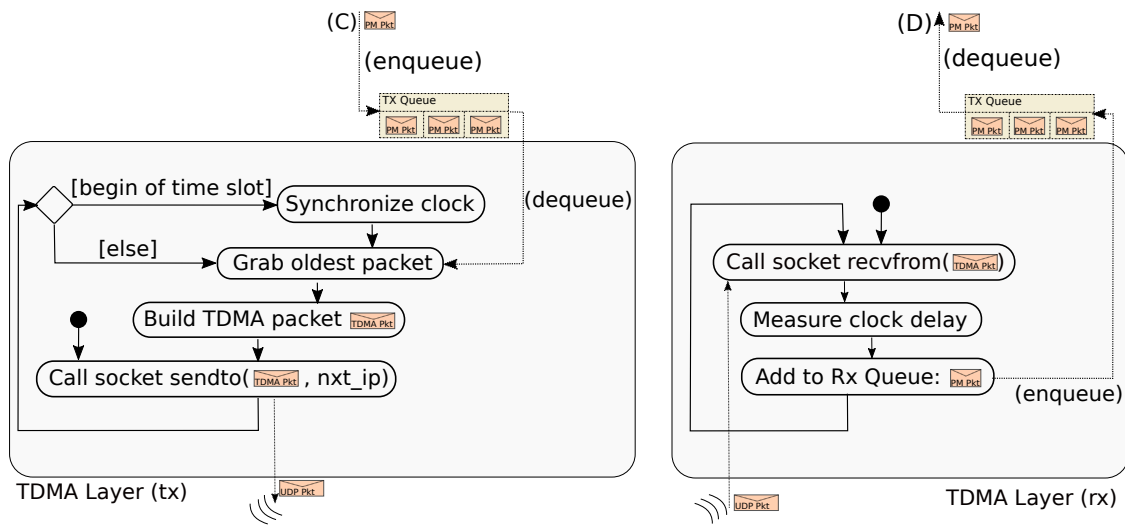 (C) PM Pkt
(enqueue)
TX Queue
PM Pkt PM Pkt PM Pkt
[begin of time slot]
Synchronize clock
(dequeue)
[else]
Grab oldest packet
Build TDMA packet TDMA Pkt
Call socket sendto( TDMA Pkt , nxt_ip)
TDMA Layer (tx)
UDP Pkt
(D) PM Pkt
(dequeue)
TX Queue
PM Pkt PM Pkt PM Pkt
Call socket recvfrom( TDMA Pkt )
Measure clock delay
Add to Rx Queue: PM Pkt
(enqueue)
UDP Pkt
TDMA Layer (rx)